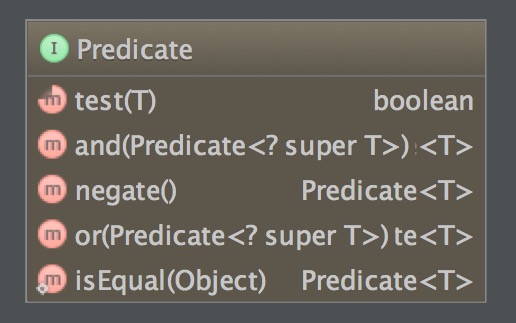 I Predicate
m test(T) boolean
m and(Predicate<? super T>) <T>
m negate() Predicate<T>
m or(Predicate<? super T>) te<T>
m isEqual(Object) Predicate<T>